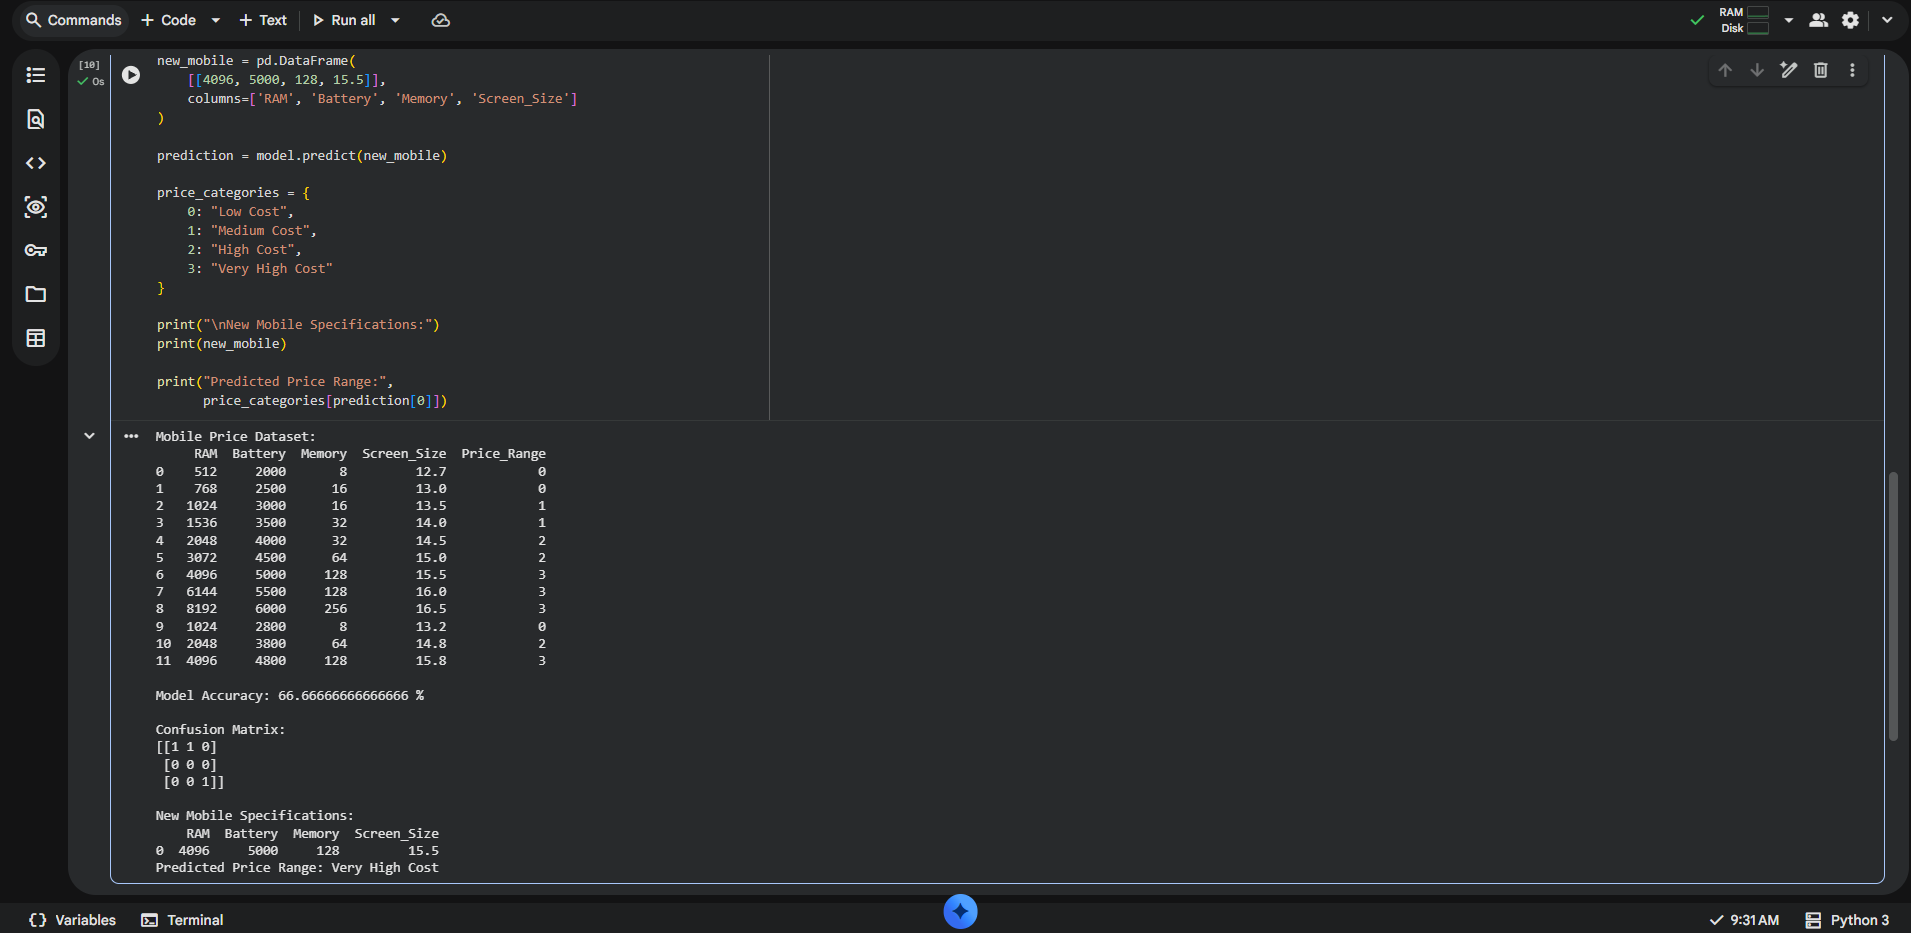 Commands + Code + Text Run all RAM Disk
[10] 0s
new_mobile = pd.DataFrame(
    [[4096, 5000, 128, 15.5]],
    columns=['RAM', 'Battery', 'Memory', 'Screen_Size']
)
prediction = model.predict(new_mobile)
price_categories = {
    0: "Low Cost",
    1: "Medium Cost",
    2: "High Cost",
    3: "Very High Cost"
}
print("\nNew Mobile Specifications:")
print(new_mobile)
print("Predicted Price Range:",
      price_categories[prediction[0]])
Mobile Price Dataset:
     RAM  Battery  Memory  Screen_Size  Price_Range
0    512     2000       8         12.7            0
1    768     2500      16         13.0            0
2   1024     3000      16         13.5            1
3   1536     3500      32         14.0            1
4   2048     4000      32         14.5            2
5   3072     4500      64         15.0            2
6   4096     5000     128         15.5            3
7   6144     5500     128         16.0            3
8   8192     6000     256         16.5            3
9   1024     2800       8         13.2            0
10  2048     3800      64         14.8            2
11  4096     4800     128         15.8            3
Model Accuracy: 66.66666666666666 %
Confusion Matrix:
[[1 1 0]
 [0 0 0]
 [0 0 1]]
New Mobile Specifications:
    RAM  Battery  Memory  Screen_Size
0  4096     5000     128         15.5
Predicted Price Range: Very High Cost
{} Variables Terminal 9:31 AM Python 3